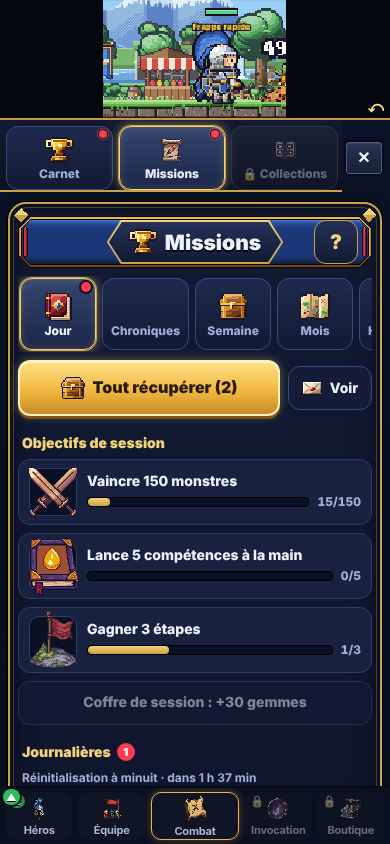 Frappe rapide
49
Carnet
Missions
Collections
×
Missions
?
Jour
Chroniques
Semaine
Mois
Tout récupérer (2)
Voir
Objectifs de session
Vaincre 150 monstres
15/150
Lance 5 compétences à la main
0/5
Gagner 3 étapes
1/3
Coffre de session : +30 gemmes
Journalières 1
Réinitialisation à minuit · dans 1 h 37 min
Héros
Équipe
Combat
Invocation
Boutique